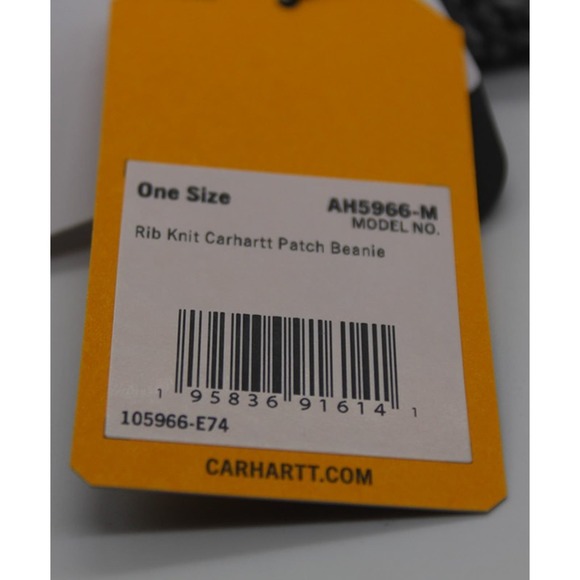 One Size
AH5966-M
MODEL NO.
Rib Knit Carhartt Patch Beanie
1 95836 91614 1
105966-E74
CARHARTT.COM